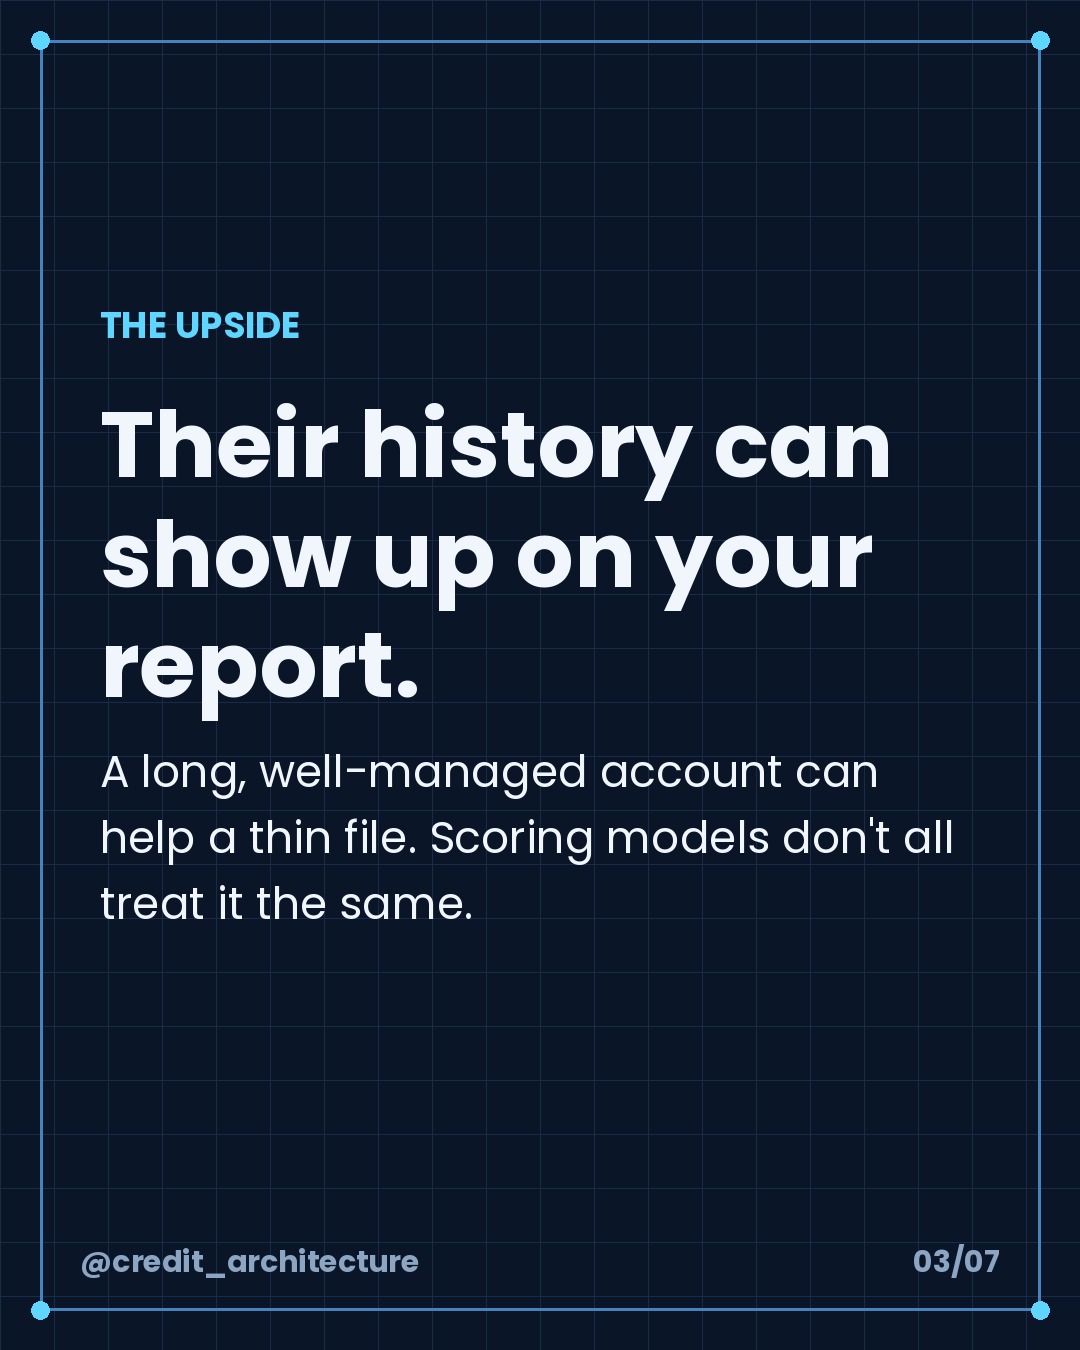 THE UPSIDE
Their history can
show up on your
report.
A long, well-managed account can
help a thin file. Scoring models don't all
treat it the same.
@credit_architecture
03/07